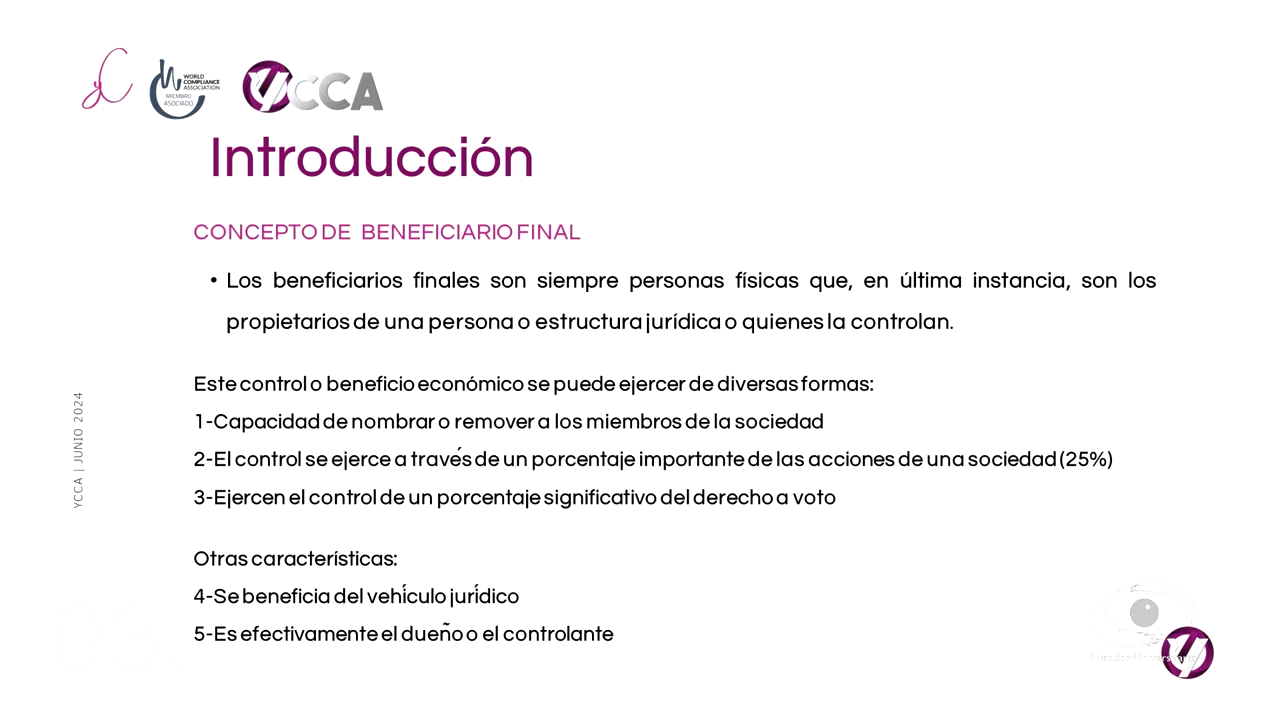 WORLD
COMPLIANCE
ASSOCIATION
MIEMBRO
ASOCIADO
YCCA
Introducción
CONCEPTO DE BENEFICIARIO FINAL
• Los beneficiarios finales son siempre personas físicas que, en última instancia, son los
propietarios de una persona o estructura jurídica o quienes la controlan.
Este control o beneficio económico se puede ejercer de diversas formas:
1-Capacidad de nombrar o remover a los miembros de la sociedad
2-El control se ejerce a través de un porcentaje importante de las acciones de una sociedad (25%)
3-Ejercen el control de un porcentaje significativo del derecho a voto
Otras características:
4-Se beneficia del vehículo jurídico
5-Es efectivamente el dueño o el controlante
YCCA | JUNIO 2024